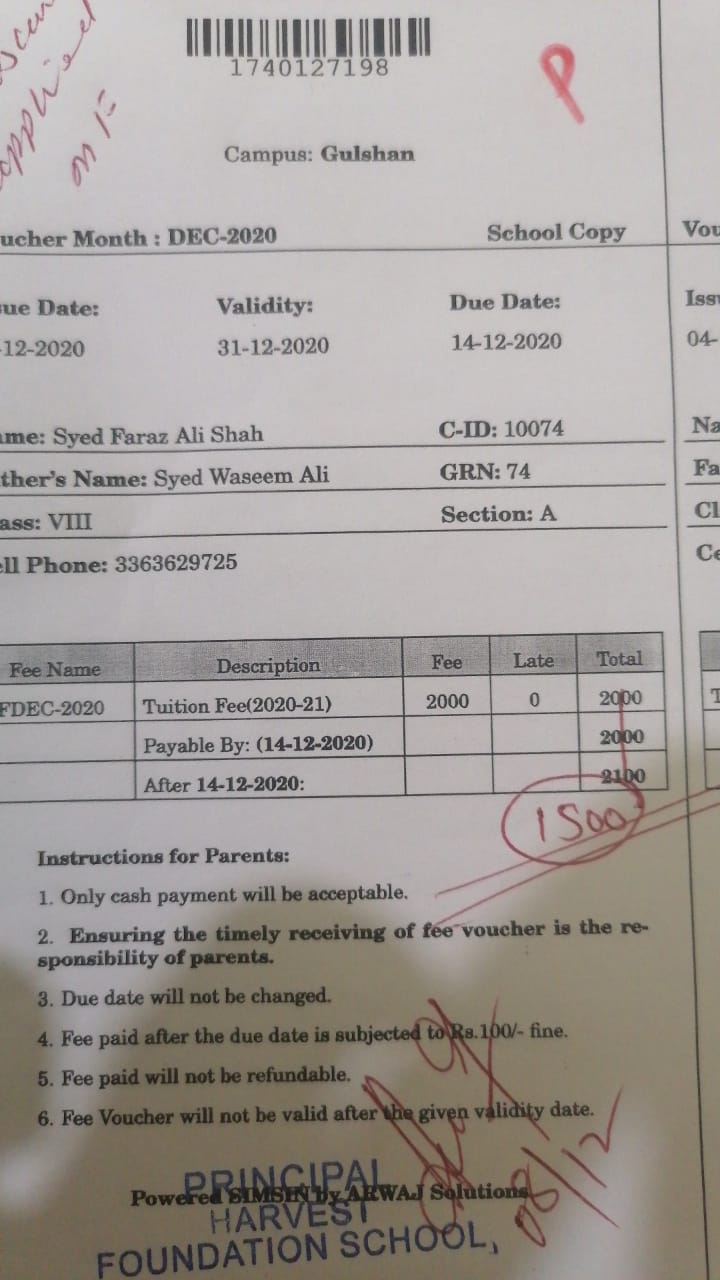 applied
on
1740127198
P
Campus: Gulshan
ucher Month : DEC-2020 School Copy Vou
ue Date: Validity: Due Date: Issu
-12-2020 31-12-2020 14-12-2020 04-
me: Syed Faraz Ali Shah C-ID: 10074 Na
ther's Name: Syed Waseem Ali GRN: 74 Fa
ass: VIII Section: A Cl
ell Phone: 3363629725 Ce
Fee Name Description Fee Late Total
FDEC-2020 Tuition Fee(2020-21) 2000 0 2000 T
Payable By: (14-12-2020) 2000
After 14-12-2020: 2100
1500
Instructions for Parents:
1. Only cash payment will be acceptable.
2. Ensuring the timely receiving of fee voucher is the re-
sponsibility of parents.
3. Due date will not be changed.
4. Fee paid after the due date is subjected to Rs.100/- fine.
5. Fee paid will not be refundable.
6. Fee Voucher will not be valid after the given validity date.
08/12
Powered SIMSIN by ARWAJ Solutions
PRINCIPAL
HARVEST
FOUNDATION SCHOOL,